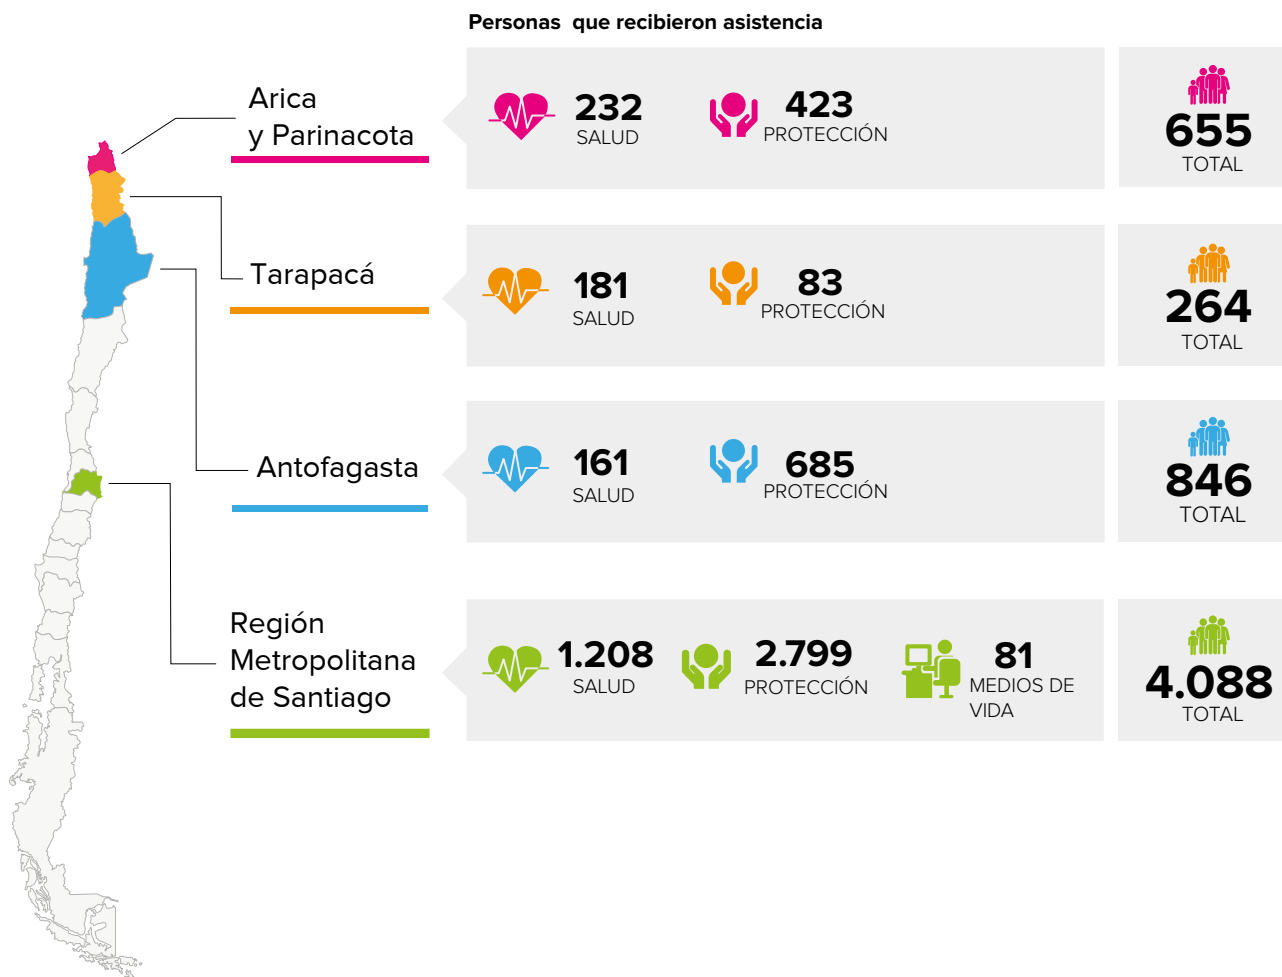 Personas que recibieron asistencia
Arica
y Parinacota
232
SALUD
423
PROTECCIÓN
655
TOTAL
Tarapacá
181
SALUD
83
PROTECCIÓN
264
TOTAL
Antofagasta
161
SALUD
685
PROTECCIÓN
846
TOTAL
Región
Metropolitana
de Santiago
1.208
SALUD
2.799
PROTECCIÓN
81
MEDIOS DE
VIDA
4.088
TOTAL